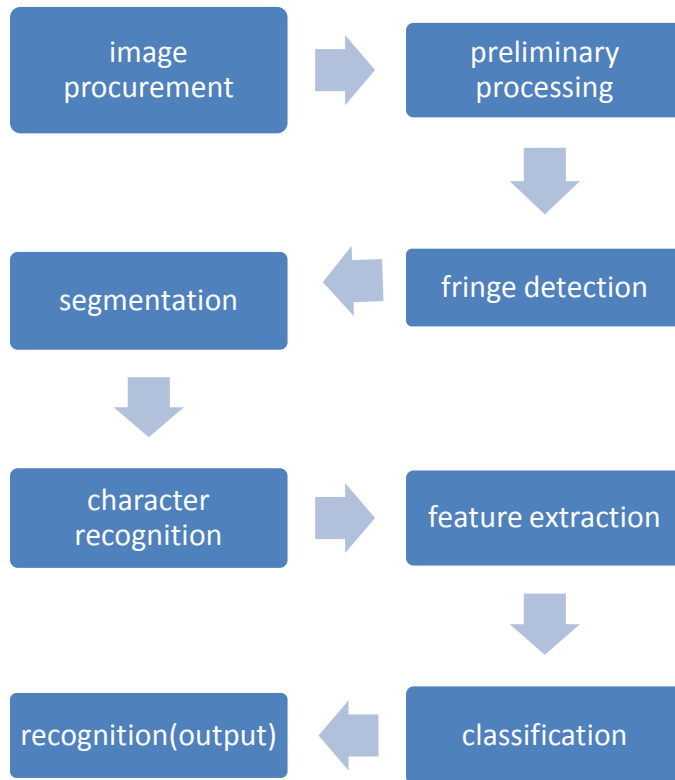 image
procurement
preliminary
processing
fringe detection
segmentation
character
recognition
feature extraction
classification
recognition(output)